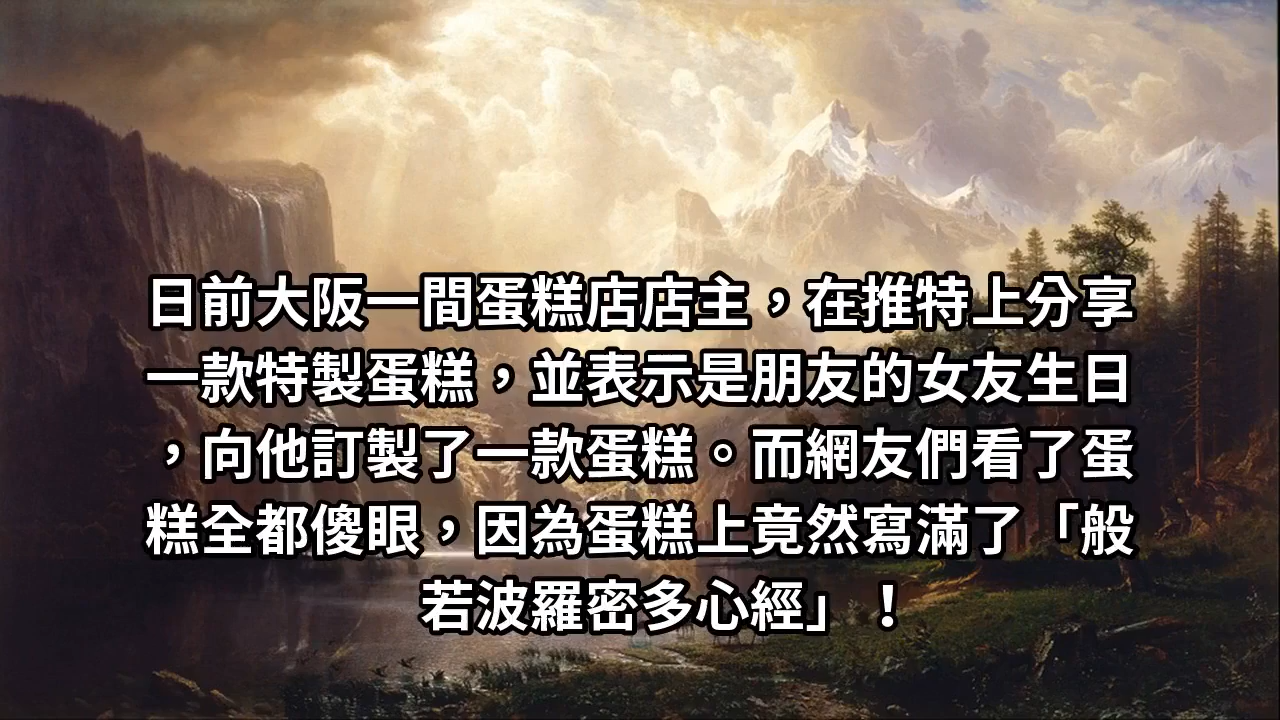 日前大阪一間蛋糕店店主，在推特上分享
一款特製蛋糕，並表示是朋友的女友生日
，向他訂製了一款蛋糕。而網友們看了蛋
糕全都傻眼，因為蛋糕上竟然寫滿了「般
若波羅密多心經」！